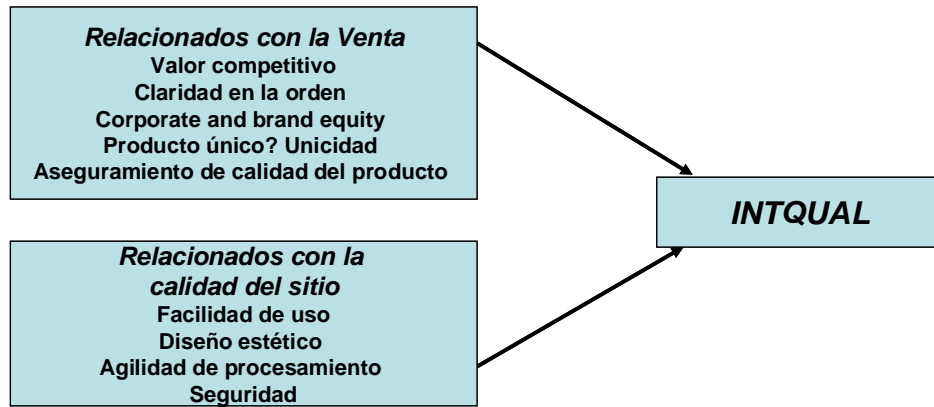 Relacionados con la Venta
Valor competitivo
Claridad en la orden
Corporate and brand equity
Producto único? Unicidad
Aseguramiento de calidad del producto
INTQUAL
Relacionados con la
calidad del sitio
Facilidad de uso
Diseño estético
Agilidad de procesamiento
Seguridad